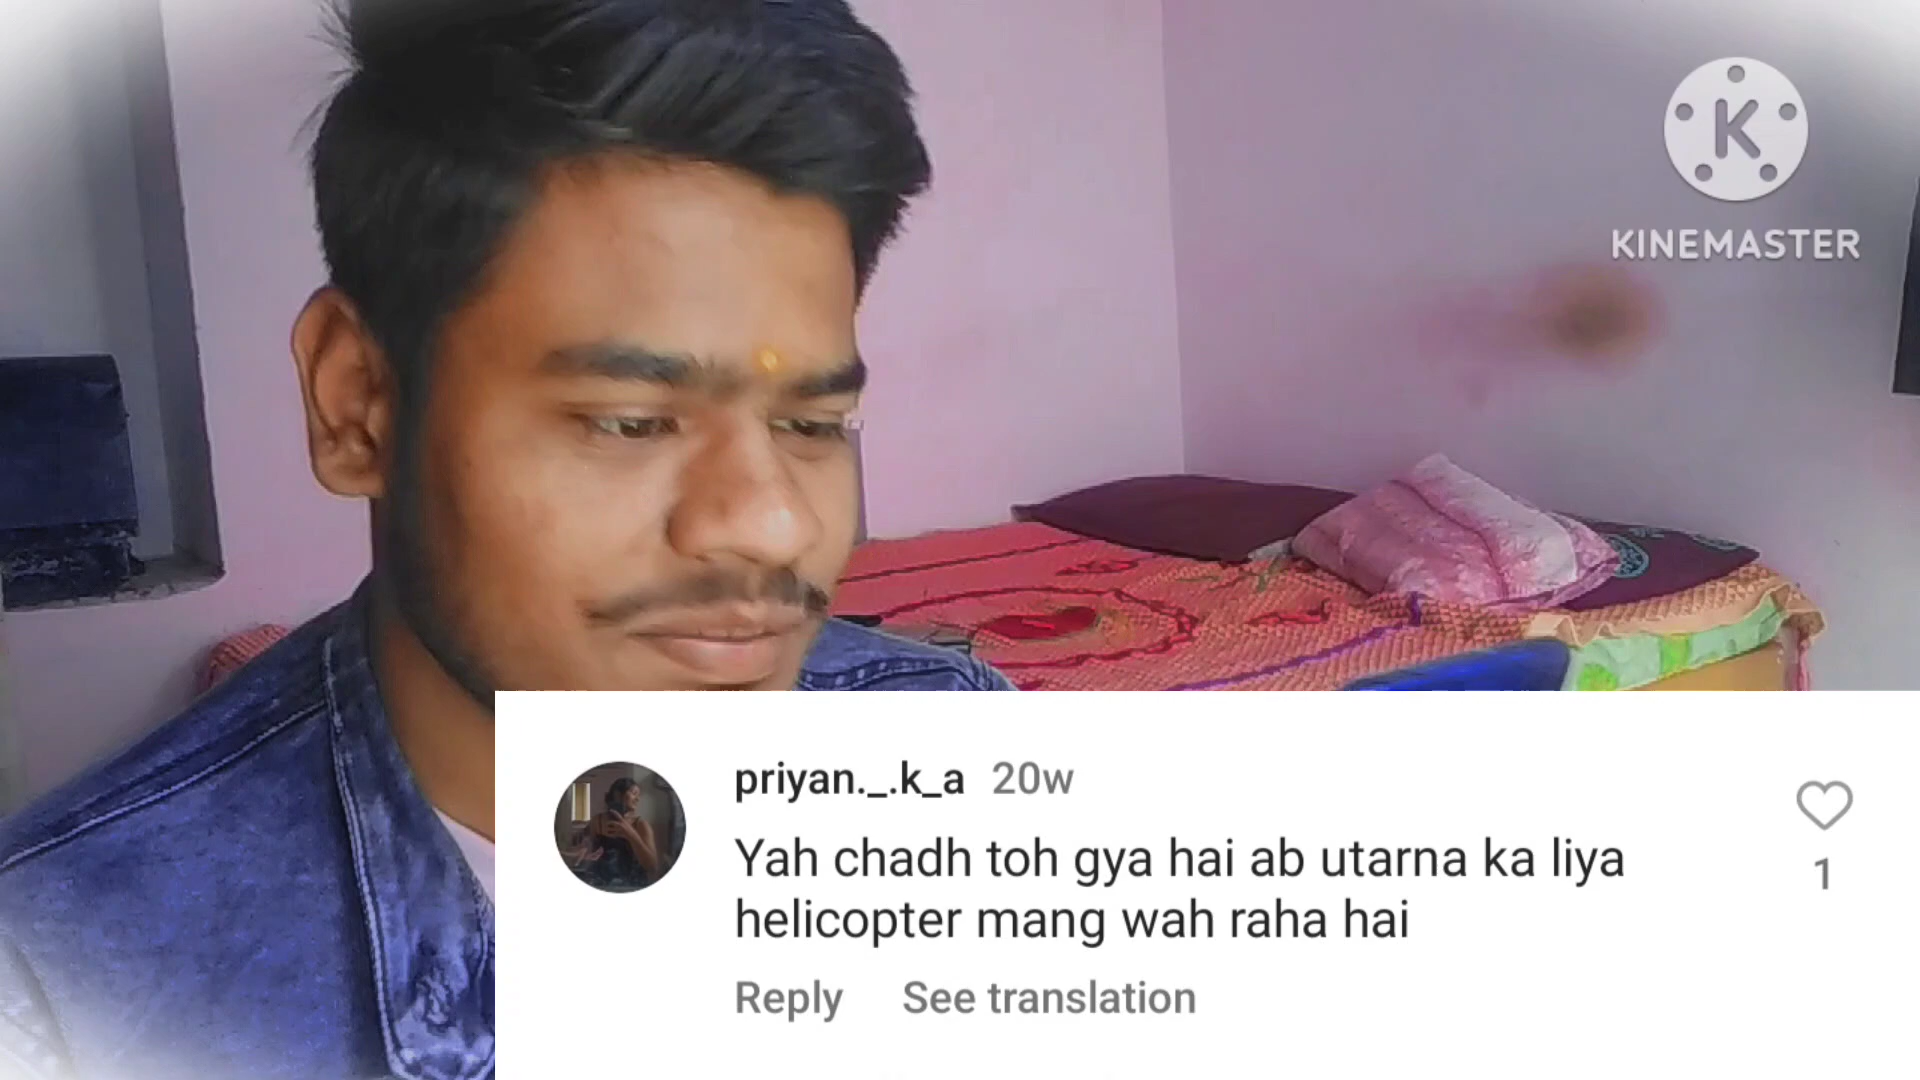 K
KINEMASTER
priyan._.k_a 20w
Yah chadh toh gya hai ab utarna ka liya
helicopter mang wah raha hai
1
Reply See translation